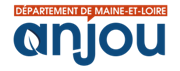 DÉPARTEMENT DE MAINE-ET-LOIRE
anjou